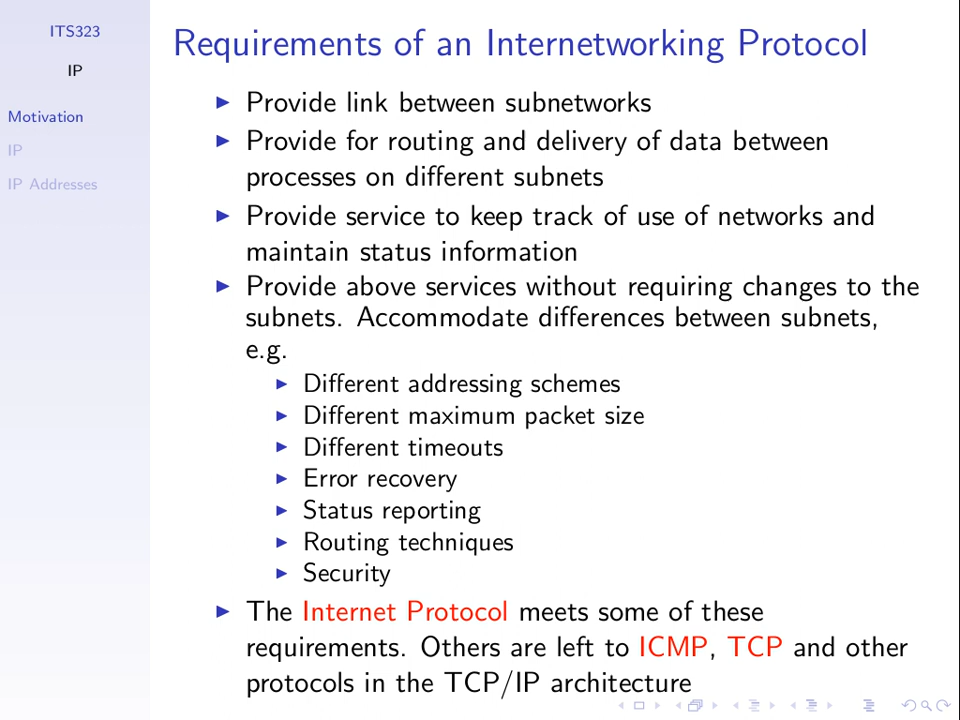 ITS323
IP
Motivation
IP
IP Addresses
Requirements of an Internetworking Protocol
Provide link between subnetworks
Provide for routing and delivery of data between
processes on different subnets
Provide service to keep track of use of networks and
maintain status information
Provide above services without requiring changes to the
subnets. Accommodate differences between subnets,
e.g.
Different addressing schemes
Different maximum packet size
Different timeouts
Error recovery
Status reporting
Routing techniques
Security
The Internet Protocol meets some of these
requirements. Others are left to ICMP, TCP and other
protocols in the TCP/IP architecture